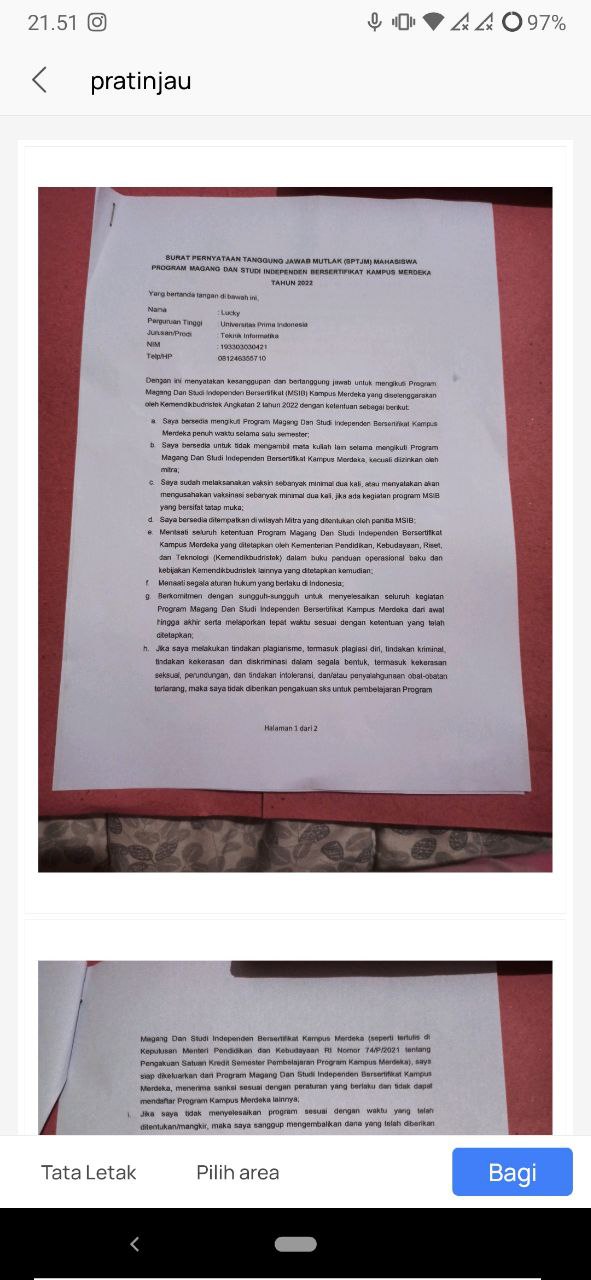 21.51
97%
pratinjau
SURAT PERNYATAAN TANGGUNG JAWAB MUTLAK (SPTJM) MAHASISWA
PROGRAM MAGANG DAN STUDI INDEPENDEN BERSERTIFIKAT KAMPUS MERDEKA
TAHUN 2022
Yang bertanda tangan di bawah ini,
Nama : Lucky
Perguruan Tinggi : Universitas Prima Indonesia
Jurusan/Prodi : Teknik Informatika
NIM : 193303030421
Telp/HP 081246355710
Dengan ini menyatakan kesanggupan dan bertanggung jawab untuk mengikuti Program
Magang Dan Studi Independen Bersertifikat (MSIB) Kampus Merdeka yang diselenggarakan
oleh Kemendikbudristek Angkatan 2 tahun 2022 dengan ketentuan sebagai berikut:
a. Saya bersedia mengikuti Program Magang Dan Studi Independen Bersertifikat Kampus
Merdeka penuh waktu selama satu semester;
b. Saya bersedia untuk tidak mengambil mata kuliah lain selama mengikuti Program
Magang Dan Studi Independen Bersertifikat Kampus Merdeka, kecuali diizinkan oleh
mitra;
c. Saya sudah melaksanakan vaksin sebanyak minimal dua kali, atau menyatakan akan
mengusahakan vaksinasi sebanyak minimal dua kali, jika ada kegiatan program MSIB
yang bersifat tatap muka;
d. Saya bersedia ditempatkan di wilayah Mitra yang ditentukan oleh panitia MSIB;
e. Mentaati seluruh ketentuan Program Magang Dan Studi Independen Bersertifikat
Kampus Merdeka yang ditetapkan oleh Kementerian Pendidikan, Kebudayaan, Riset,
dan Teknologi (Kemendikbudristek) dalam buku panduan operasional baku dan
kebijakan Kemendikbudristek lainnya yang ditetapkan kemudian;
f. Menaati segala aturan hukum yang berlaku di Indonesia;
g. Berkomitmen dengan sungguh-sungguh untuk menyelesaikan seluruh kegiatan
Program Magang Dan Studi Independen Bersertifikat Kampus Merdeka dari awal
hingga akhir serta melaporkan tepat waktu sesuai dengan ketentuan yang telah
ditetapkan;
h. Jika saya melakukan tindakan plagiarisme, termasuk plagiasi diri, tindakan kriminal,
tindakan kekerasan dan diskriminasi dalam segala bentuk, termasuk kekerasan
seksual, perundungan, dan tindakan intoleransi, dan/atau penyalahgunaan obat-obatan
terlarang, maka saya tidak diberikan pengakuan sks untuk pembelajaran Program
Halaman 1 dari 2
Magang Dan Studi Independen Bersertifikat Kampus Merdeka (seperti tertulis di
Keputusan Menteri Pendidikan dan Kebudayaan RI Nomor 74/P/2021 tentang
Pengakuan Satuan Kredit Semester Pembelajaran Program Kampus Merdeka), saya
siap dikeluarkan dari Program Magang Dan Studi Independen Bersertifikat Kampus
Merdeka, menerima sanksi sesuai dengan peraturan yang berlaku dan tidak dapat
mendaftar Program Kampus Merdeka lainnya;
i. Jika saya tidak menyelesaikan program sesuai dengan waktu yang telah
ditentukan/mangkir, maka saya sanggup mengembalikan dana yang telah diberikan
Tata Letak
Pilih area
Bagi